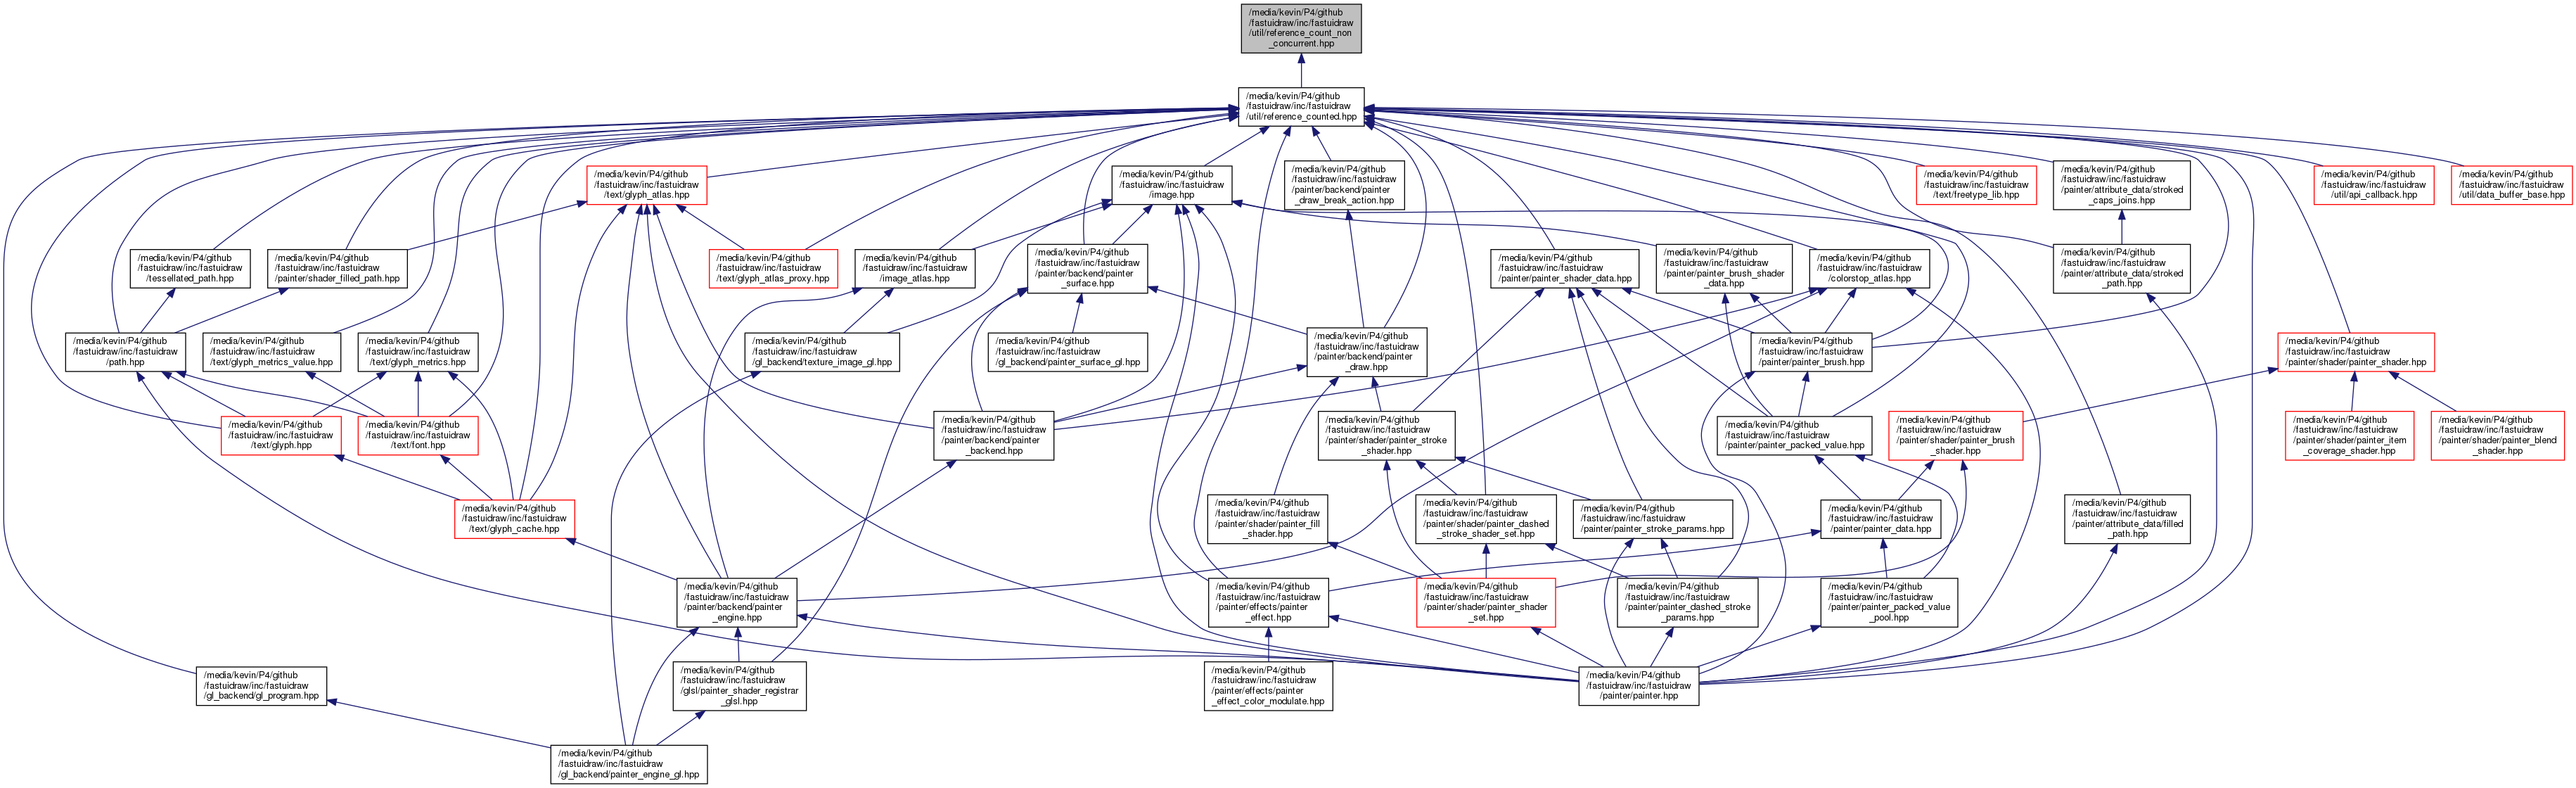 /media/kevin/P4/github
/fastuidraw/inc/fastuidraw
/util/reference_count_non
_concurrent.hpp
/media/kevin/P4/github
/fastuidraw/inc/fastuidraw
/util/reference_counted.hpp
/media/kevin/P4/github
/fastuidraw/inc/fastuidraw
/text/glyph_atlas.hpp
/media/kevin/P4/github
/fastuidraw/inc/fastuidraw
/image.hpp
/media/kevin/P4/github
/fastuidraw/inc/fastuidraw
/painter/backend/painter
_draw_break_action.hpp
/media/kevin/P4/github
/fastuidraw/inc/fastuidraw
/text/freetype_lib.hpp
/media/kevin/P4/github
/fastuidraw/inc/fastuidraw
/painter/attribute_data/stroked
_caps_joins.hpp
/media/kevin/P4/github
/fastuidraw/inc/fastuidraw
/util/api_callback.hpp
/media/kevin/P4/github
/fastuidraw/inc/fastuidraw
/util/data_buffer_base.hpp
/media/kevin/P4/github
/fastuidraw/inc/fastuidraw
/tessellated_path.hpp
/media/kevin/P4/github
/fastuidraw/inc/fastuidraw
/painter/shader_filled_path.hpp
/media/kevin/P4/github
/fastuidraw/inc/fastuidraw
/text/glyph_atlas_proxy.hpp
/media/kevin/P4/github
/fastuidraw/inc/fastuidraw
/image_atlas.hpp
/media/kevin/P4/github
/fastuidraw/inc/fastuidraw
/painter/backend/painter
_surface.hpp
/media/kevin/P4/github
/fastuidraw/inc/fastuidraw
/painter/painter_shader_data.hpp
/media/kevin/P4/github
/fastuidraw/inc/fastuidraw
/painter/painter_brush_shader
_data.hpp
/media/kevin/P4/github
/fastuidraw/inc/fastuidraw
/colorstop_atlas.hpp
/media/kevin/P4/github
/fastuidraw/inc/fastuidraw
/painter/attribute_data/stroked
_path.hpp
/media/kevin/P4/github
/fastuidraw/inc/fastuidraw
/path.hpp
/media/kevin/P4/github
/fastuidraw/inc/fastuidraw
/text/glyph_metrics_value.hpp
/media/kevin/P4/github
/fastuidraw/inc/fastuidraw
/text/glyph_metrics.hpp
/media/kevin/P4/github
/fastuidraw/inc/fastuidraw
/gl_backend/texture_image_gl.hpp
/media/kevin/P4/github
/fastuidraw/inc/fastuidraw
/gl_backend/painter_surface_gl.hpp
/media/kevin/P4/github
/fastuidraw/inc/fastuidraw
/painter/backend/painter
_draw.hpp
/media/kevin/P4/github
/fastuidraw/inc/fastuidraw
/painter/painter_brush.hpp
/media/kevin/P4/github
/fastuidraw/inc/fastuidraw
/painter/shader/painter_shader.hpp
/media/kevin/P4/github
/fastuidraw/inc/fastuidraw
/text/glyph.hpp
/media/kevin/P4/github
/fastuidraw/inc/fastuidraw
/text/font.hpp
/media/kevin/P4/github
/fastuidraw/inc/fastuidraw
/painter/backend/painter
_backend.hpp
/media/kevin/P4/github
/fastuidraw/inc/fastuidraw
/painter/shader/painter_stroke
_shader.hpp
/media/kevin/P4/github
/fastuidraw/inc/fastuidraw
/painter/painter_packed_value.hpp
/media/kevin/P4/github
/fastuidraw/inc/fastuidraw
/painter/shader/painter_brush
_shader.hpp
/media/kevin/P4/github
/fastuidraw/inc/fastuidraw
/painter/shader/painter_item
_coverage_shader.hpp
/media/kevin/P4/github
/fastuidraw/inc/fastuidraw
/painter/shader/painter_blend
_shader.hpp
/media/kevin/P4/github
/fastuidraw/inc/fastuidraw
/text/glyph_cache.hpp
/media/kevin/P4/github
/fastuidraw/inc/fastuidraw
/painter/shader/painter_fill
_shader.hpp
/media/kevin/P4/github
/fastuidraw/inc/fastuidraw
/painter/shader/painter_dashed
_stroke_shader_set.hpp
/media/kevin/P4/github
/fastuidraw/inc/fastuidraw
/painter/painter_stroke_params.hpp
/media/kevin/P4/github
/fastuidraw/inc/fastuidraw
/painter/painter_data.hpp
/media/kevin/P4/github
/fastuidraw/inc/fastuidraw
/painter/attribute_data/filled
_path.hpp
/media/kevin/P4/github
/fastuidraw/inc/fastuidraw
/painter/backend/painter
_engine.hpp
/media/kevin/P4/github
/fastuidraw/inc/fastuidraw
/painter/effects/painter
_effect.hpp
/media/kevin/P4/github
/fastuidraw/inc/fastuidraw
/painter/shader/painter_shader
_set.hpp
/media/kevin/P4/github
/fastuidraw/inc/fastuidraw
/painter/painter_dashed_stroke
_params.hpp
/media/kevin/P4/github
/fastuidraw/inc/fastuidraw
/painter/painter_packed_value
_pool.hpp
/media/kevin/P4/github
/fastuidraw/inc/fastuidraw
/gl_backend/gl_program.hpp
/media/kevin/P4/github
/fastuidraw/inc/fastuidraw
/glsl/painter_shader_registrar
_glsl.hpp
/media/kevin/P4/github
/fastuidraw/inc/fastuidraw
/painter/effects/painter
_effect_color_modulate.hpp
/media/kevin/P4/github
/fastuidraw/inc/fastuidraw
/painter/painter.hpp
/media/kevin/P4/github
/fastuidraw/inc/fastuidraw
/gl_backend/painter_engine_gl.hpp